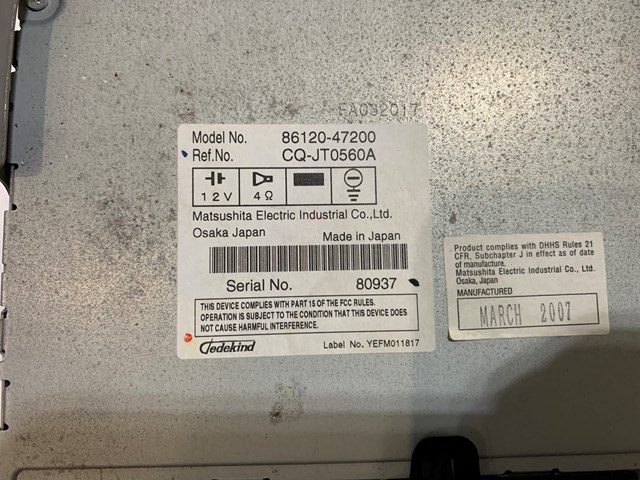 FA032017
Model No. 86120-47200
Ref.No. CQ-JT0560A
12V 4 Ω
Matsushita Electric Industrial Co.,Ltd.
Osaka Japan Made in Japan
Serial No. 80937
THIS DEVICE COMPLIES WITH PART 15 OF THE FCC RULES.
OPERATION IS SUBJECT TO THE CONDITION THAT THIS DEVICE DOES
NOT CAUSE HARMFUL INTERFERENCE.
Jedekind Label No. YEFM011817
Product complies with DHHS Rules 21
CFR, Subchapter J in effect as of date
of manufacture.
Matsushita Electric Industrial Co., Ltd.
Osaka, Japan
MANUFACTURED
MARCH 2007